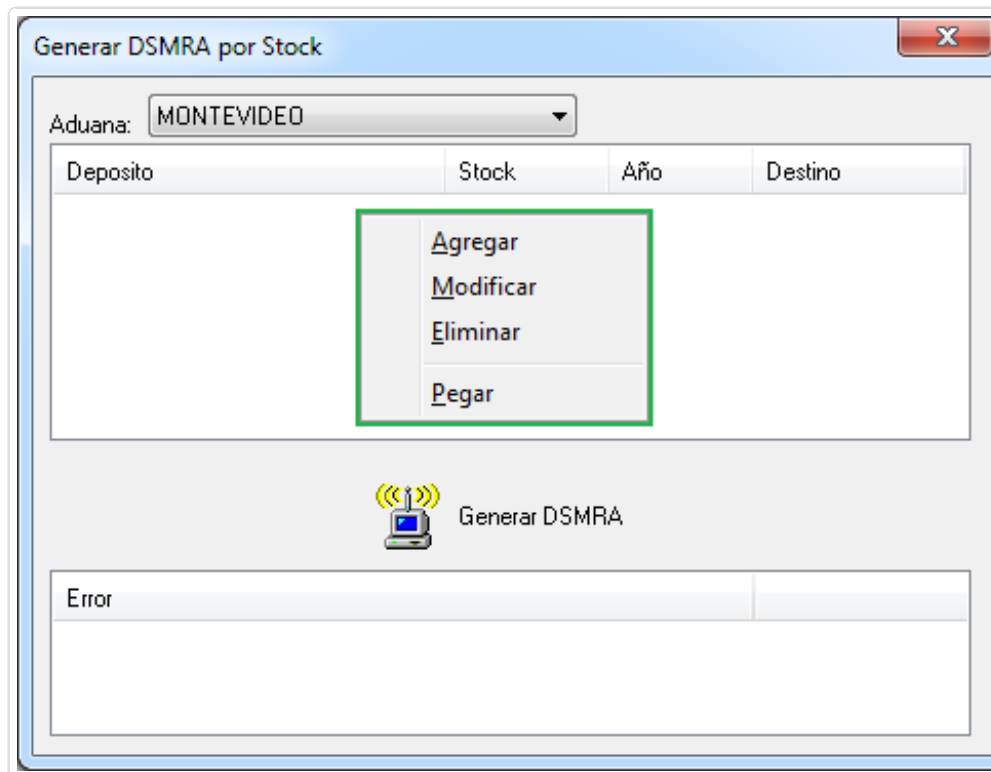 Generar DSMRA por Stock
Aduana: MONTEVIDEO
Deposito Stock Año Destino
Agregar
Modificar
Eliminar
Pegar
Generar DSMRA
Error